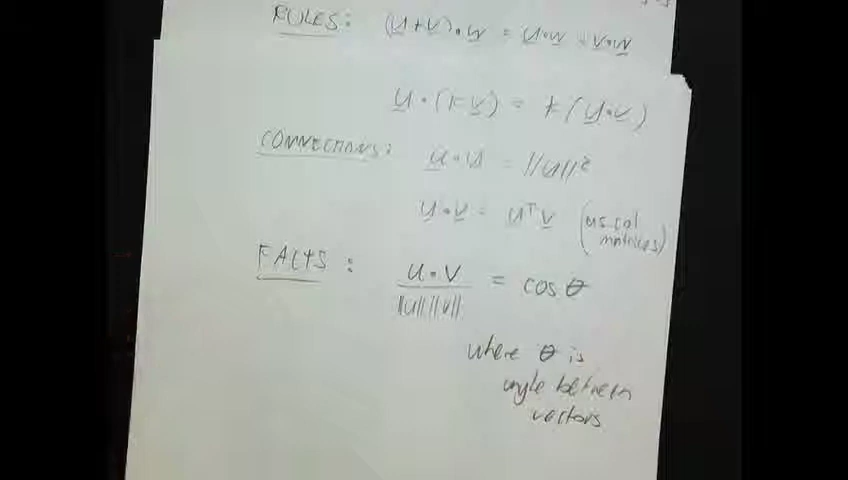 RULES: (u+v)•w = u•w + v•w
u•(kv) = k(u•v)
CONNECTIONS: u•u = ||u||²
u•v = uᵀv (as col
matrices)
FACTS: u•v / ||u|| ||v|| = cos θ
where θ is
angle between
vectors